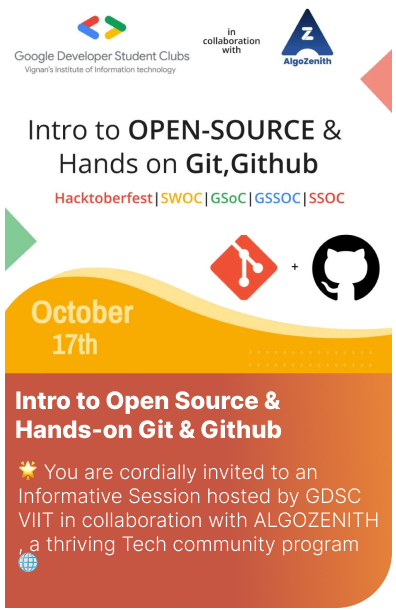 in
collaboration
with
Z
AlgoZenith
Google Developer Student Clubs
Vignan's Institute of Information technology
Intro to OPEN-SOURCE &
Hands on Git,Github
Hacktoberfest|SWOC|GSoC|GSSOC|SSOC
+
October
17th
Intro to Open Source &
Hands-on Git & Github
🌟 You are cordially invited to an
Informative Session hosted by GDSC
VIIT in collaboration with ALGOZENITH
, a thriving Tech community program
🌐